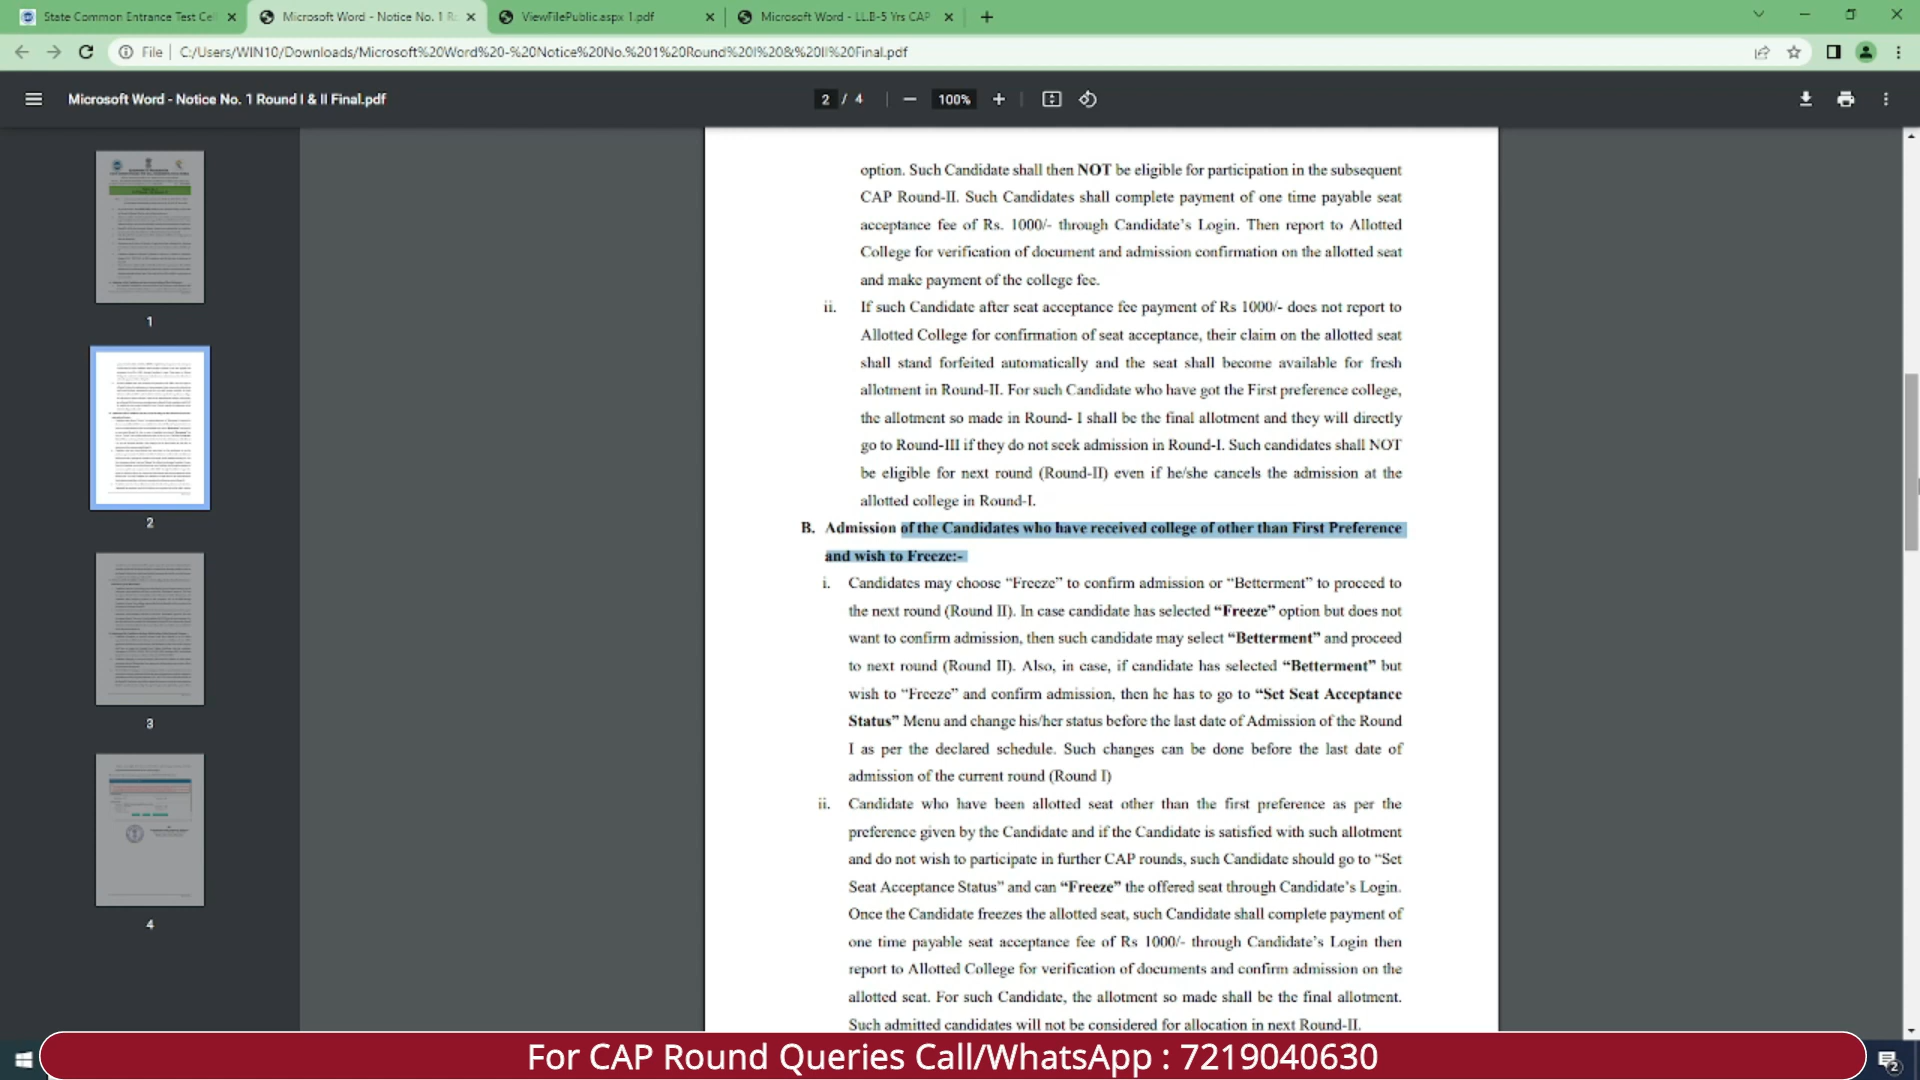 State Common Entrance Test Cel
Microsoft Word - Notice No. 1 R
ViewFilePublic.aspx 1.pdf
Microsoft Word - LL.B-5 Yrs CAP
File
C:/Users/WIN10/Downloads/Microsoft%20Word%20-%20Notice%20No.%201%20Round%20I%20&%20II%20Final.pdf
Microsoft Word - Notice No. 1 Round I & II Final.pdf
2 / 4
100%
1
2
3
4
option. Such Candidate shall then NOT be eligible for participation in the subsequent
CAP Round-II. Such Candidates shall complete payment of one time payable seat
acceptance fee of Rs. 1000/- through Candidate's Login. Then report to Allotted
College for verification of document and admission confirmation on the allotted seat
and make payment of the college fee.
ii. If such Candidate after seat acceptance fee payment of Rs 1000/- does not report to
Allotted College for confirmation of seat acceptance, their claim on the allotted seat
shall stand forfeited automatically and the seat shall become available for fresh
allotment in Round-II. For such Candidate who have got the First preference college,
the allotment so made in Round- I shall be the final allotment and they will directly
go to Round-III if they do not seek admission in Round-I. Such candidates shall NOT
be eligible for next round (Round-II) even if he/she cancels the admission at the
allotted college in Round-I.
B. Admission of the Candidates who have received college of other than First Preference
and wish to Freeze:-
i. Candidates may choose “Freeze” to confirm admission or “Betterment” to proceed to
the next round (Round II). In case candidate has selected “Freeze” option but does not
want to confirm admission, then such candidate may select “Betterment” and proceed
to next round (Round II). Also, in case, if candidate has selected “Betterment” but
wish to “Freeze” and confirm admission, then he has to go to “Set Seat Acceptance
Status” Menu and change his/her status before the last date of Admission of the Round
I as per the declared schedule. Such changes can be done before the last date of
admission of the current round (Round I)
ii. Candidate who have been allotted seat other than the first preference as per the
preference given by the Candidate and if the Candidate is satisfied with such allotment
and do not wish to participate in further CAP rounds, such Candidate should go to “Set
Seat Acceptance Status” and can “Freeze” the offered seat through Candidate's Login.
Once the Candidate freezes the allotted seat, such Candidate shall complete payment of
one time payable seat acceptance fee of Rs 1000/- through Candidate's Login then
report to Allotted College for verification of documents and confirm admission on the
allotted seat. For such Candidate, the allotment so made shall be the final allotment.
Such admitted candidates will not be considered for allocation in next Round-II.
For CAP Round Queries Call/WhatsApp : 7219040630
2